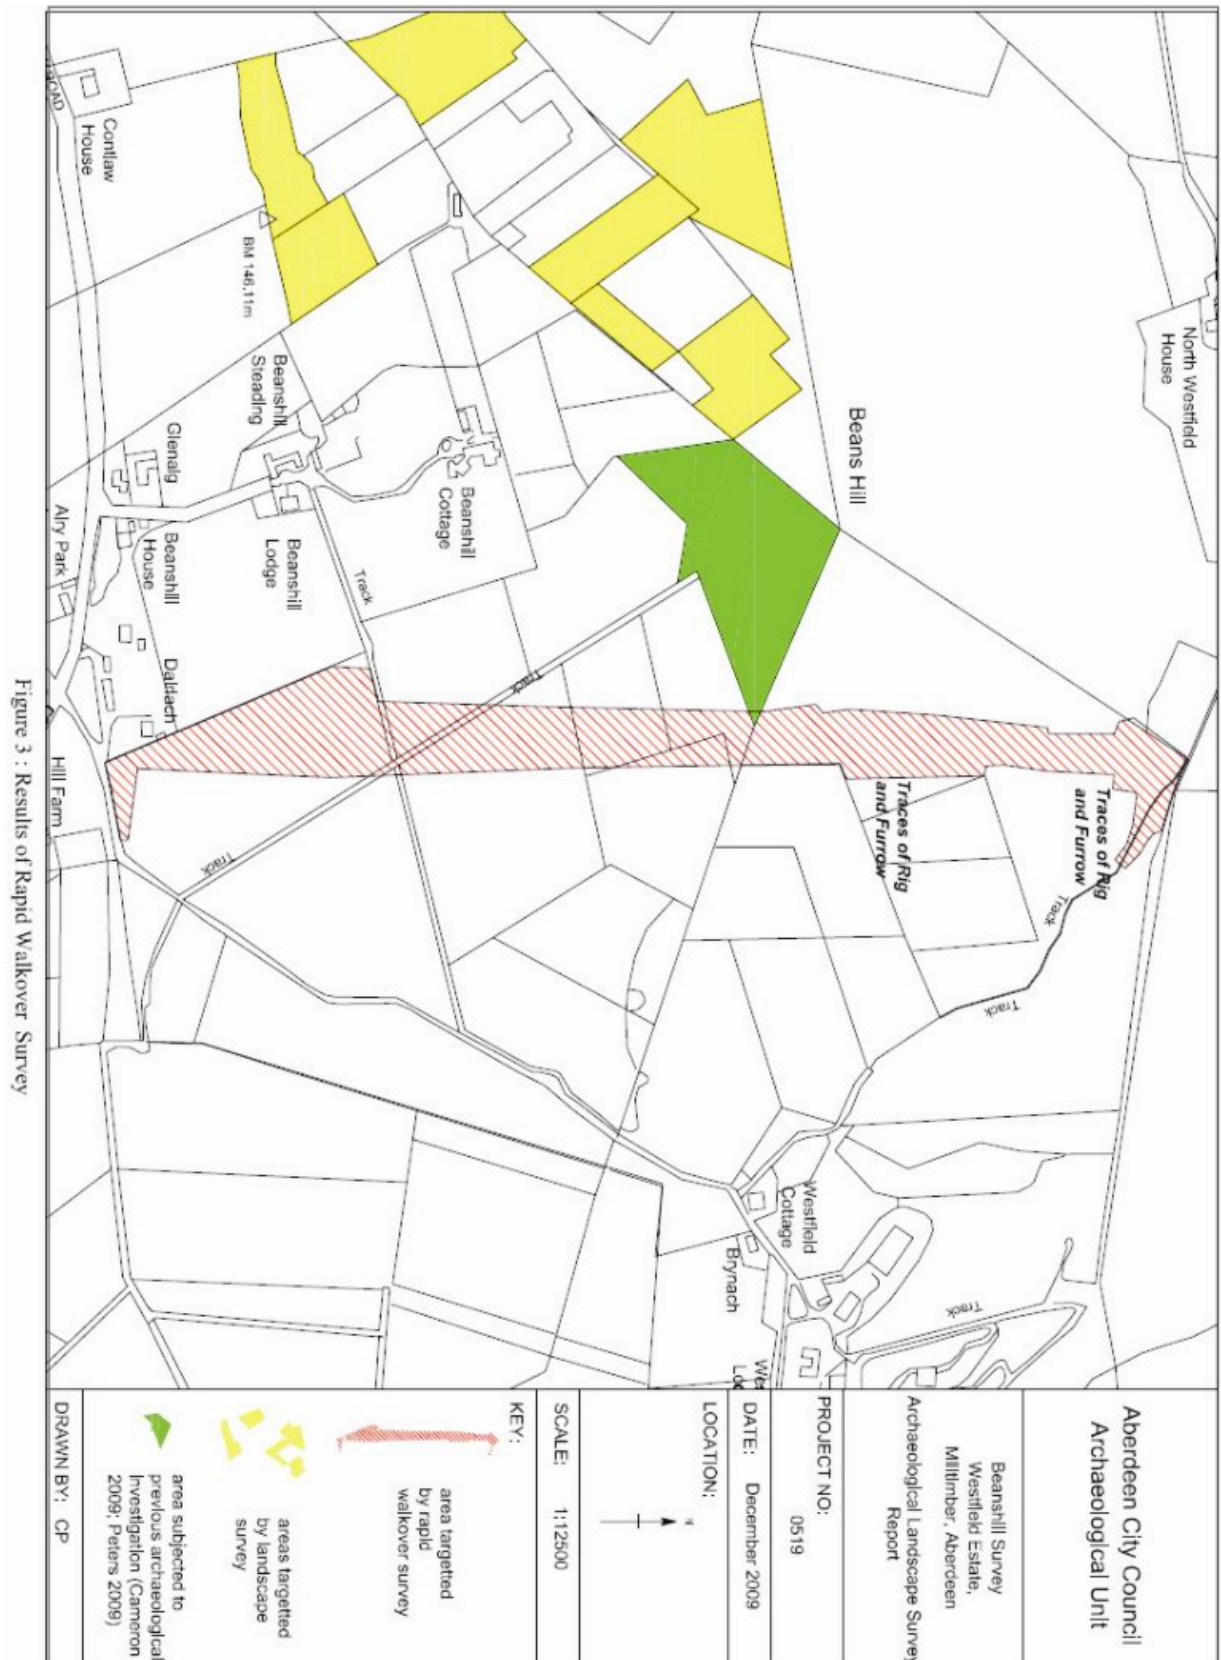 Aberdeen City Council
Archaeological Unit
Beanshill Survey
Westfield Estate,
Milltimber, Aberdeen
Archaeological Landscape Survey
Report
PROJECT NO:
0519
DATE: December 2009
LOCATION:
N
SCALE: 1:12500
KEY:
area targetted
by rapid
walkover survey
areas targetted
by landscape
survey
area subjected to
previous archaeological
investigation (Cameron
2009; Peters 2009)
DRAWN BY: CP
North Westfield
House
Beans Hill
Traces of Rig
and Furrow
Traces of Rig
and Furrow
Track
Track
Track
Westfield
Cottage
Brynach
Wes
Loc
Beanshill
Cottage
Track
Track
Track
BM 146.11m
Beanshill
Steading
Beanshill
Lodge
Contlaw
House
ROAD
Glenalg
Beanshill
House
Daldach
Airy Park
Hill Farm
Figure 3 : Results of Rapid Walkover Survey